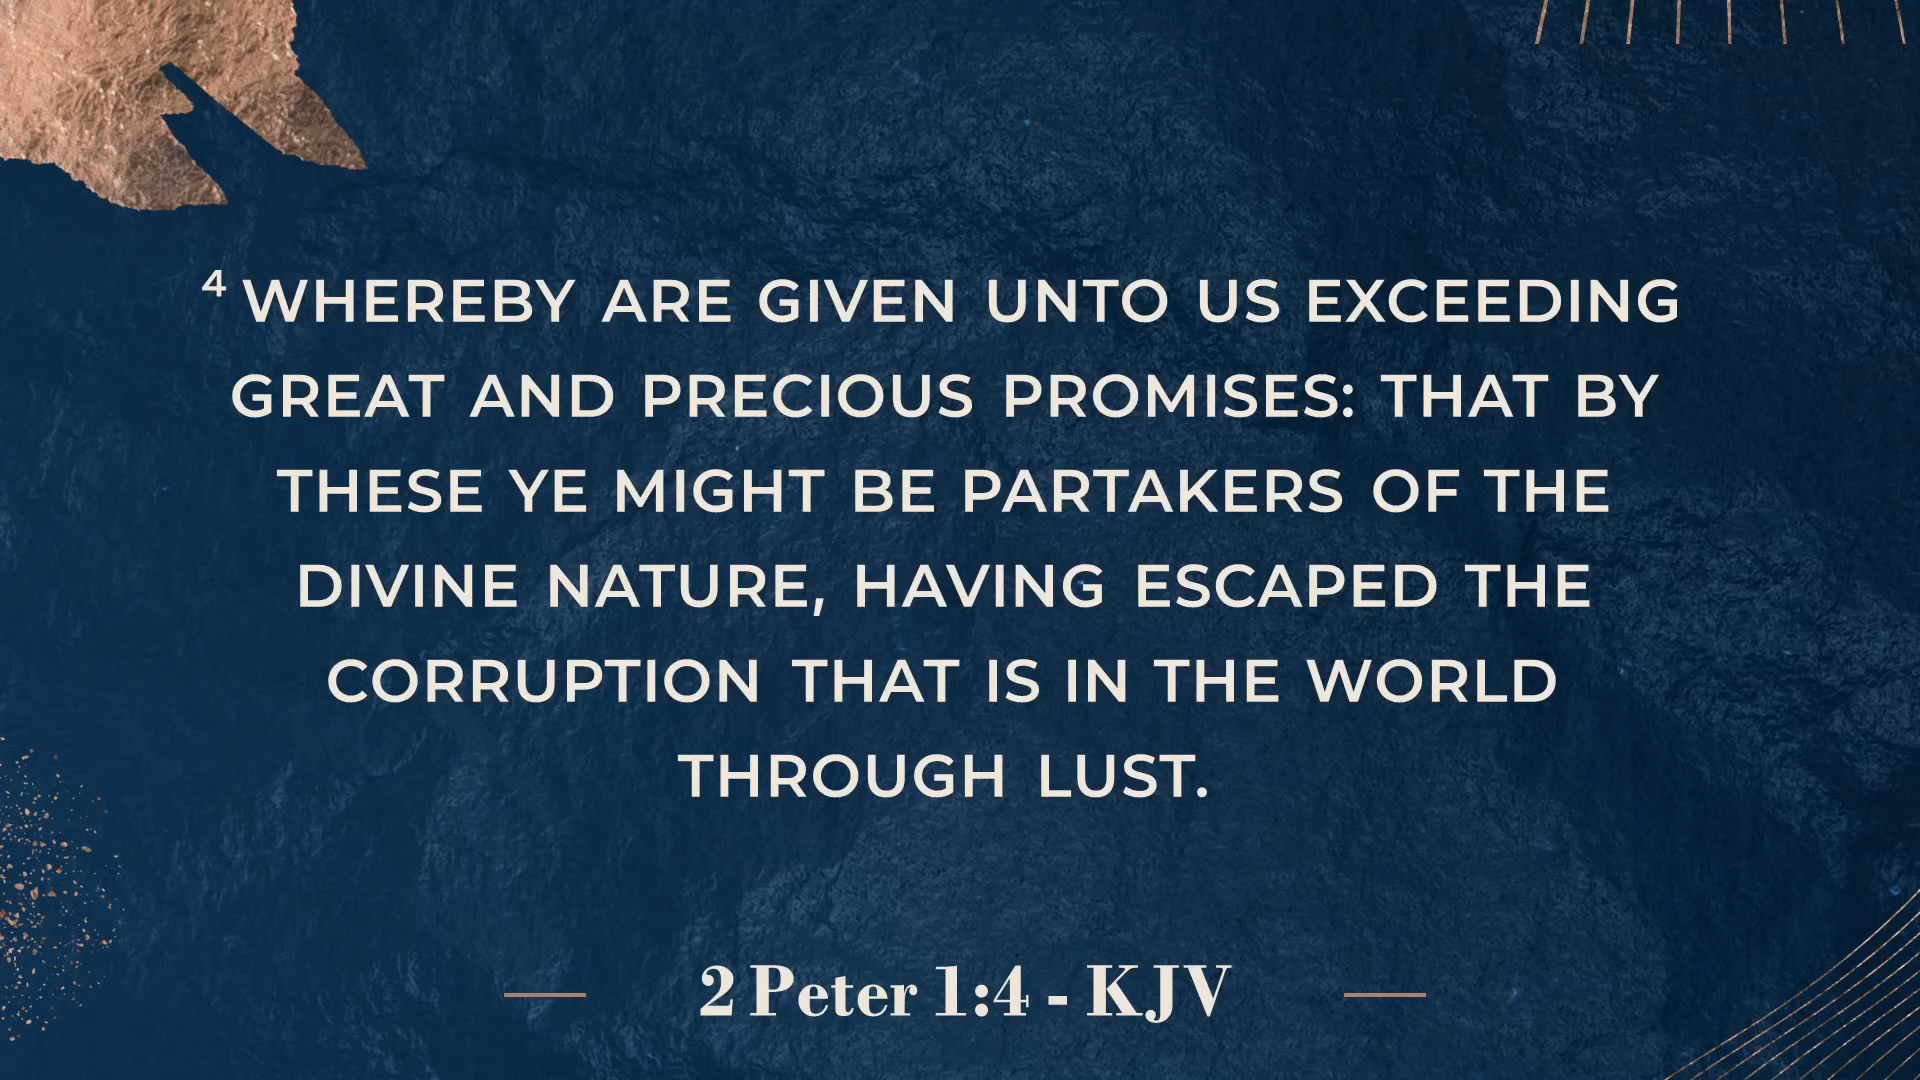 4 WHEREBY ARE GIVEN UNTO US EXCEEDING
GREAT AND PRECIOUS PROMISES: THAT BY
THESE YE MIGHT BE PARTAKERS OF THE
DIVINE NATURE, HAVING ESCAPED THE
CORRUPTION THAT IS IN THE WORLD
THROUGH LUST.
2 Peter 1:4 - KJV